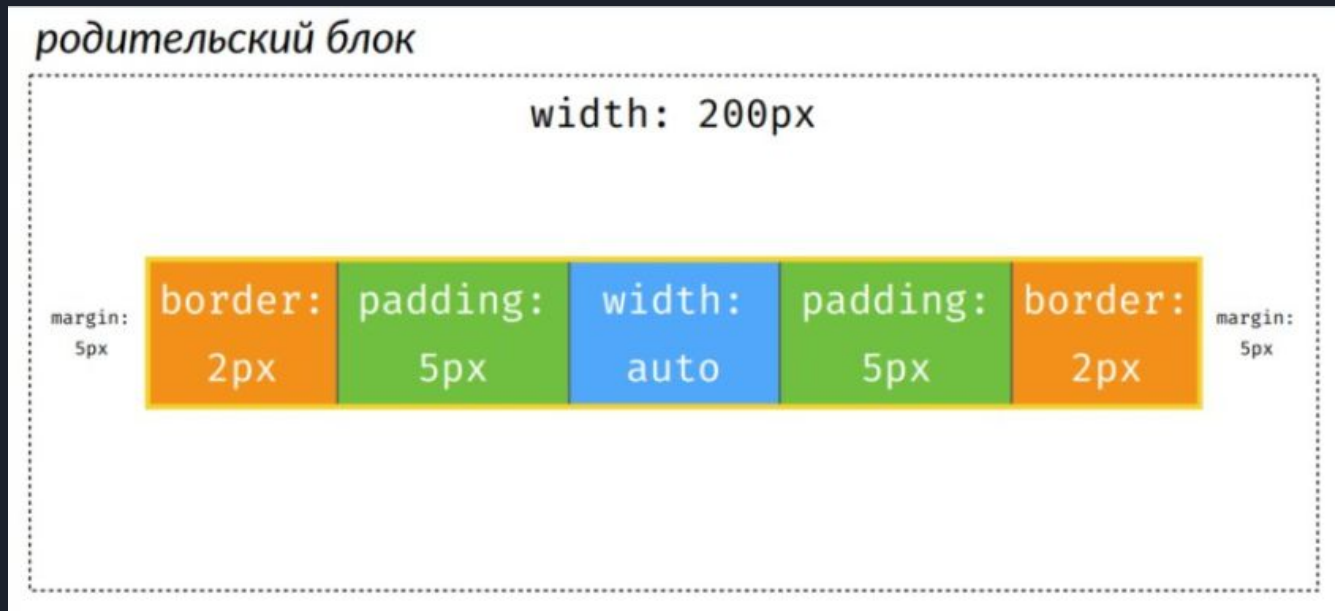 родительский блок
width: 200px
margin:
5px
border:
2px
padding:
5px
width:
auto
padding:
5px
border:
2px
margin:
5px